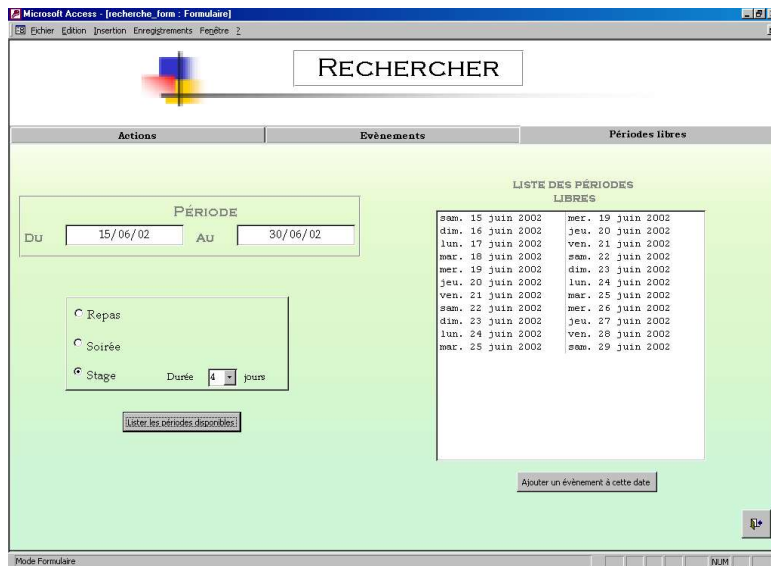 Microsoft Access - [recherche_form : Formulaire]
Fichier Edition Insertion Enregistrements Fenêtre ?
RECHERCHER
Actions Evènements Périodes libres
LISTE DES PÉRIODES
LIBRES
PÉRIODE
DU 15/06/02 AU 30/06/02
sam. 15 juin 2002 mer. 19 juin 2002
dim. 16 juin 2002 jeu. 20 juin 2002
lun. 17 juin 2002 ven. 21 juin 2002
mar. 18 juin 2002 sam. 22 juin 2002
mer. 19 juin 2002 dim. 23 juin 2002
jeu. 20 juin 2002 lun. 24 juin 2002
ven. 21 juin 2002 mar. 25 juin 2002
sam. 22 juin 2002 mer. 26 juin 2002
dim. 23 juin 2002 jeu. 27 juin 2002
lun. 24 juin 2002 ven. 28 juin 2002
mar. 25 juin 2002 sam. 29 juin 2002
Repas
Soirée
Stage Durée 4 jours
Lister les périodes disponibles
Ajouter un évènement à cette date
Mode Formulaire NUM